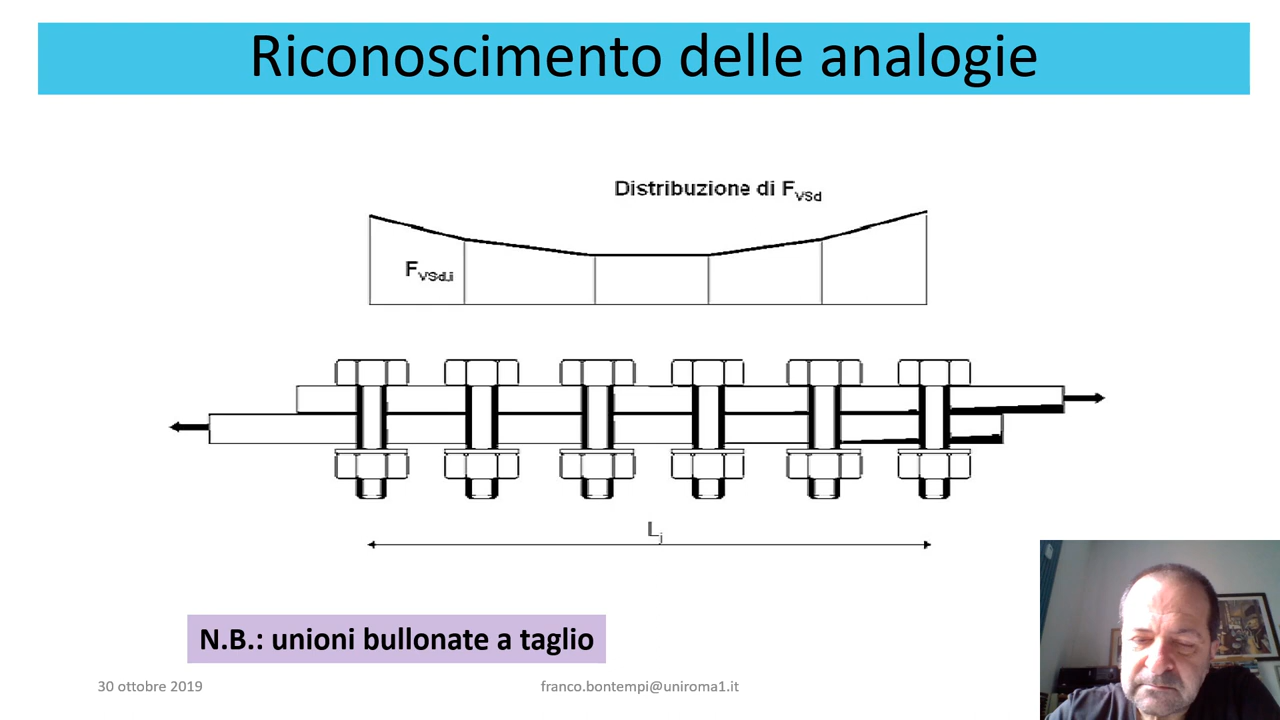 Riconoscimento delle analogie
Distribuzione di FVSd
FVSd,i
Lj
N.B.: unioni bullonate a taglio
30 ottobre 2019
franco.bontempi@uniroma1.it